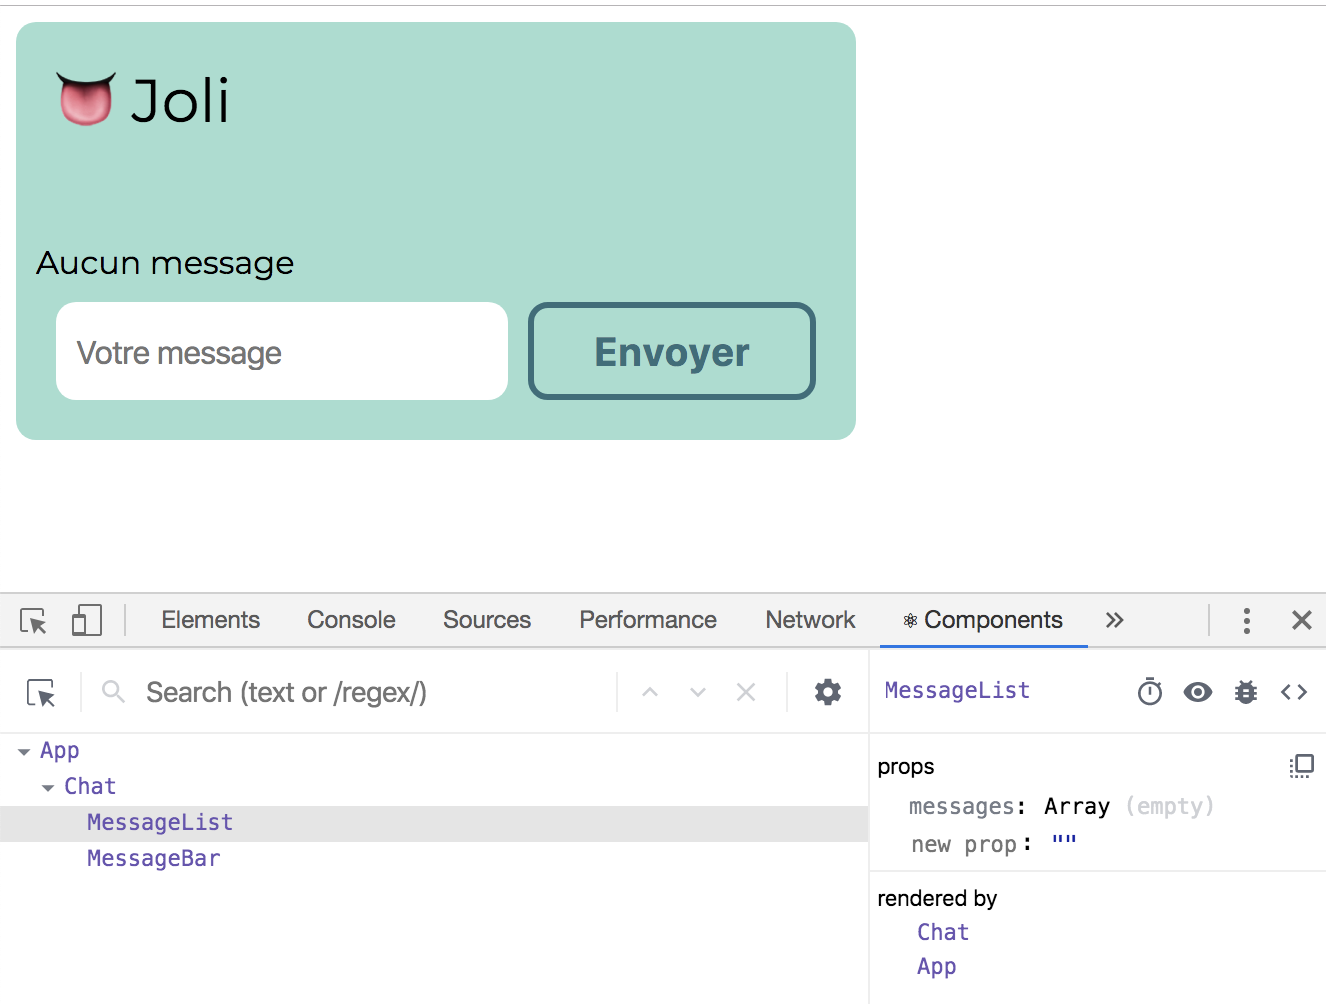 👅 Joli
Aucun message
Votre message
Envoyer
Elements Console Sources Performance Network ⚛ Components »
Search (text or /regex/)
MessageList
App
Chat
MessageList
MessageBar
props
messages: Array (empty)
new prop: ""
rendered by
Chat
App